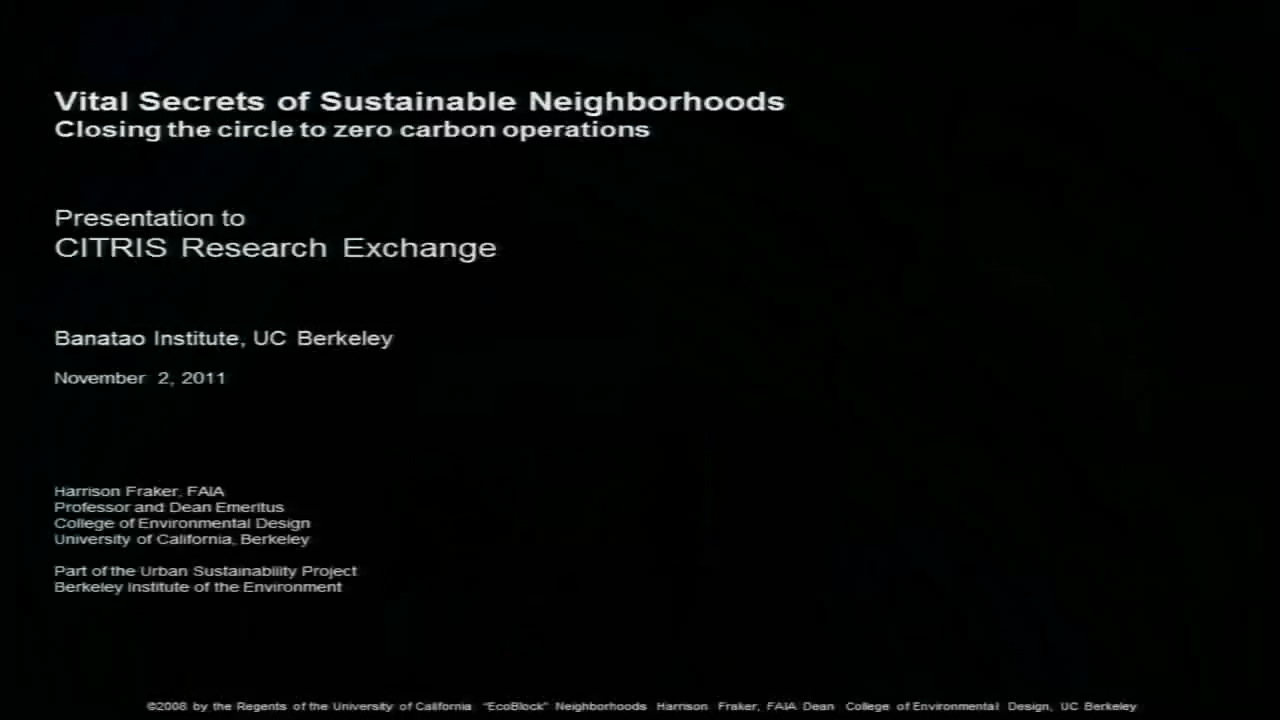 Vital Secrets of Sustainable Neighborhoods
Closing the circle to zero carbon operations
Presentation to
CITRIS Research Exchange
Banatao Institute, UC Berkeley
November 2, 2011
Harrison Fraker, FAIA
Professor and Dean Emeritus
College of Environmental Design
University of California, Berkeley
Part of the Urban Sustainability Project
Berkeley Institute of the Environment
©2008 by the Regents of the University of California "EcoBlock" Neighborhoods Harrison Fraker, FAIA Dean College of Environmental Design, UC Berkeley